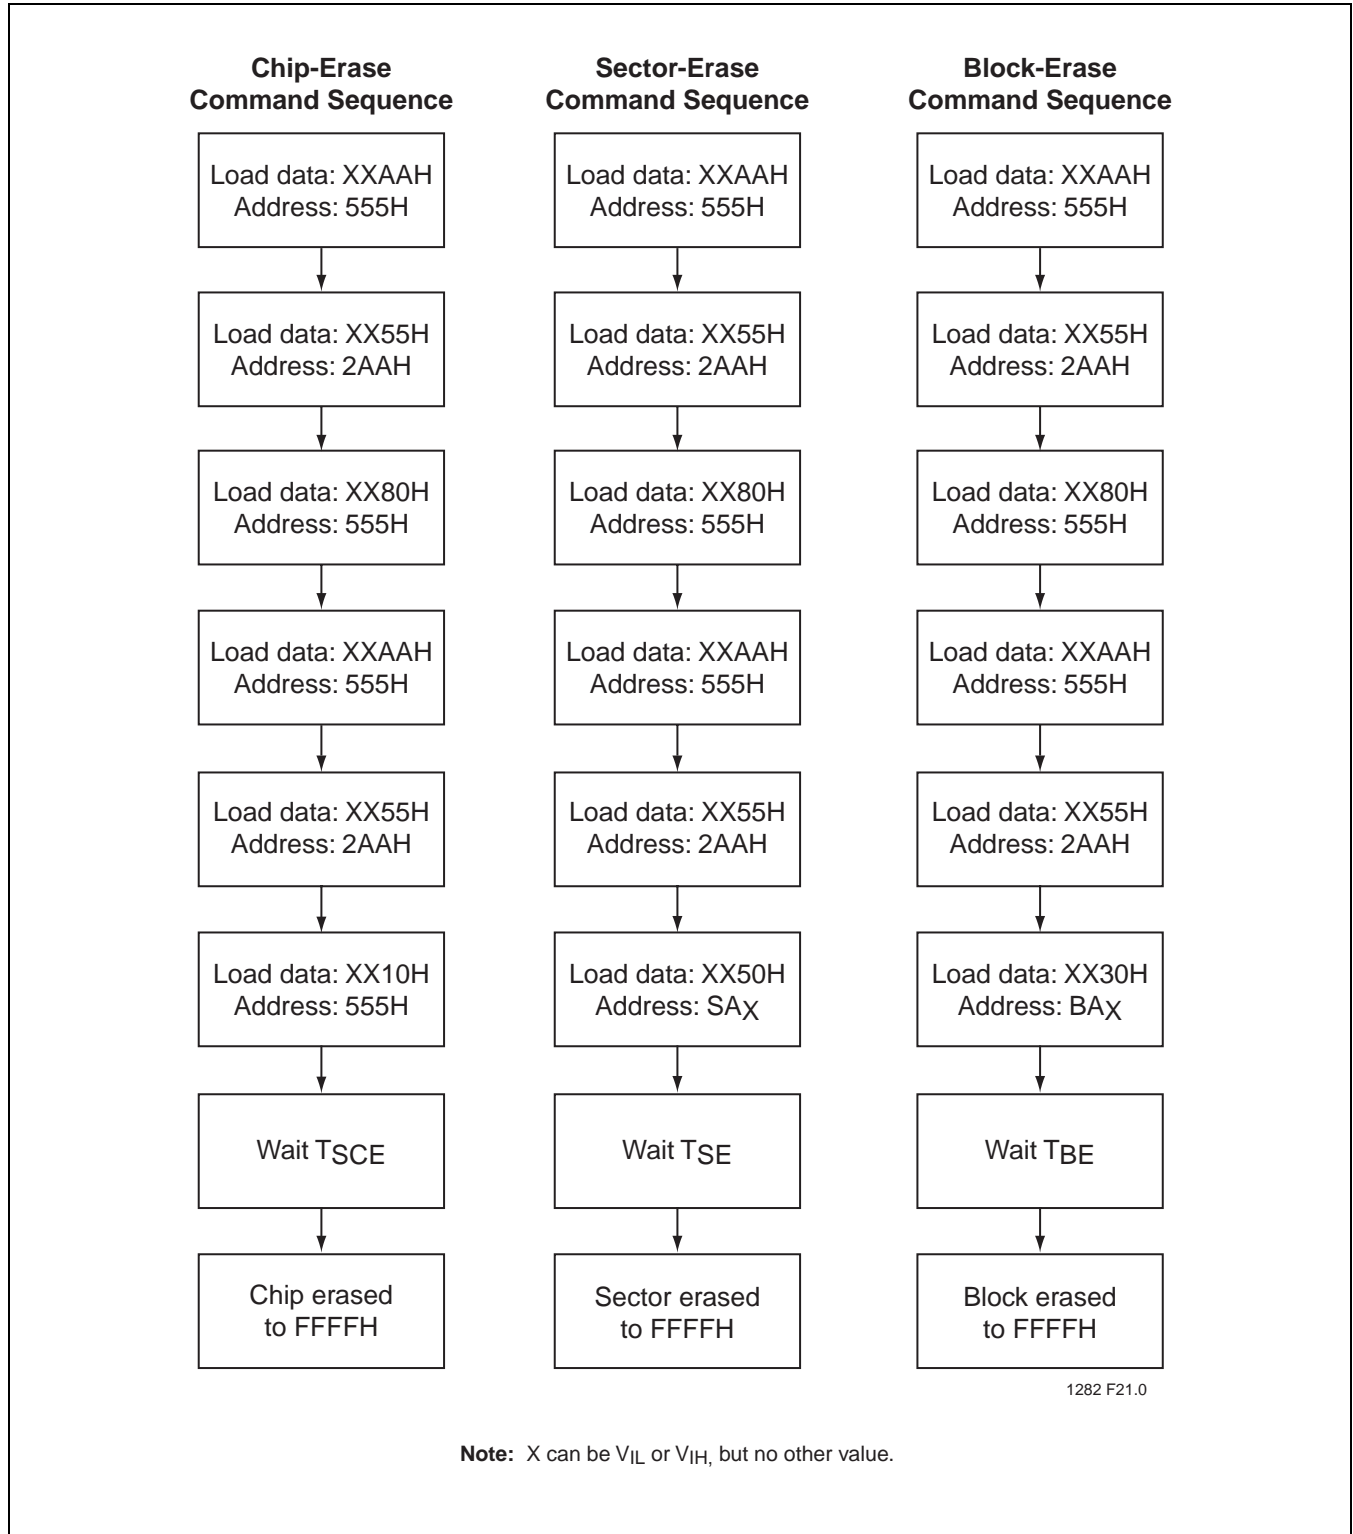 Chip-Erase
Command Sequence
Load data: XXAAH
Address: 555H
Load data: XX55H
Address: 2AAH
Load data: XX80H
Address: 555H
Load data: XXAAH
Address: 555H
Load data: XX55H
Address: 2AAH
Load data: XX10H
Address: 555H
Wait TSCE
Chip erased
to FFFFH
Sector-Erase
Command Sequence
Load data: XXAAH
Address: 555H
Load data: XX55H
Address: 2AAH
Load data: XX80H
Address: 555H
Load data: XXAAH
Address: 555H
Load data: XX55H
Address: 2AAH
Load data: XX50H
Address: SAX
Wait TSE
Sector erased
to FFFFH
Block-Erase
Command Sequence
Load data: XXAAH
Address: 555H
Load data: XX55H
Address: 2AAH
Load data: XX80H
Address: 555H
Load data: XXAAH
Address: 555H
Load data: XX55H
Address: 2AAH
Load data: XX30H
Address: BAX
Wait TBE
Block erased
to FFFFH
1282 F21.0
Note: X can be VIL or VIH, but no other value.